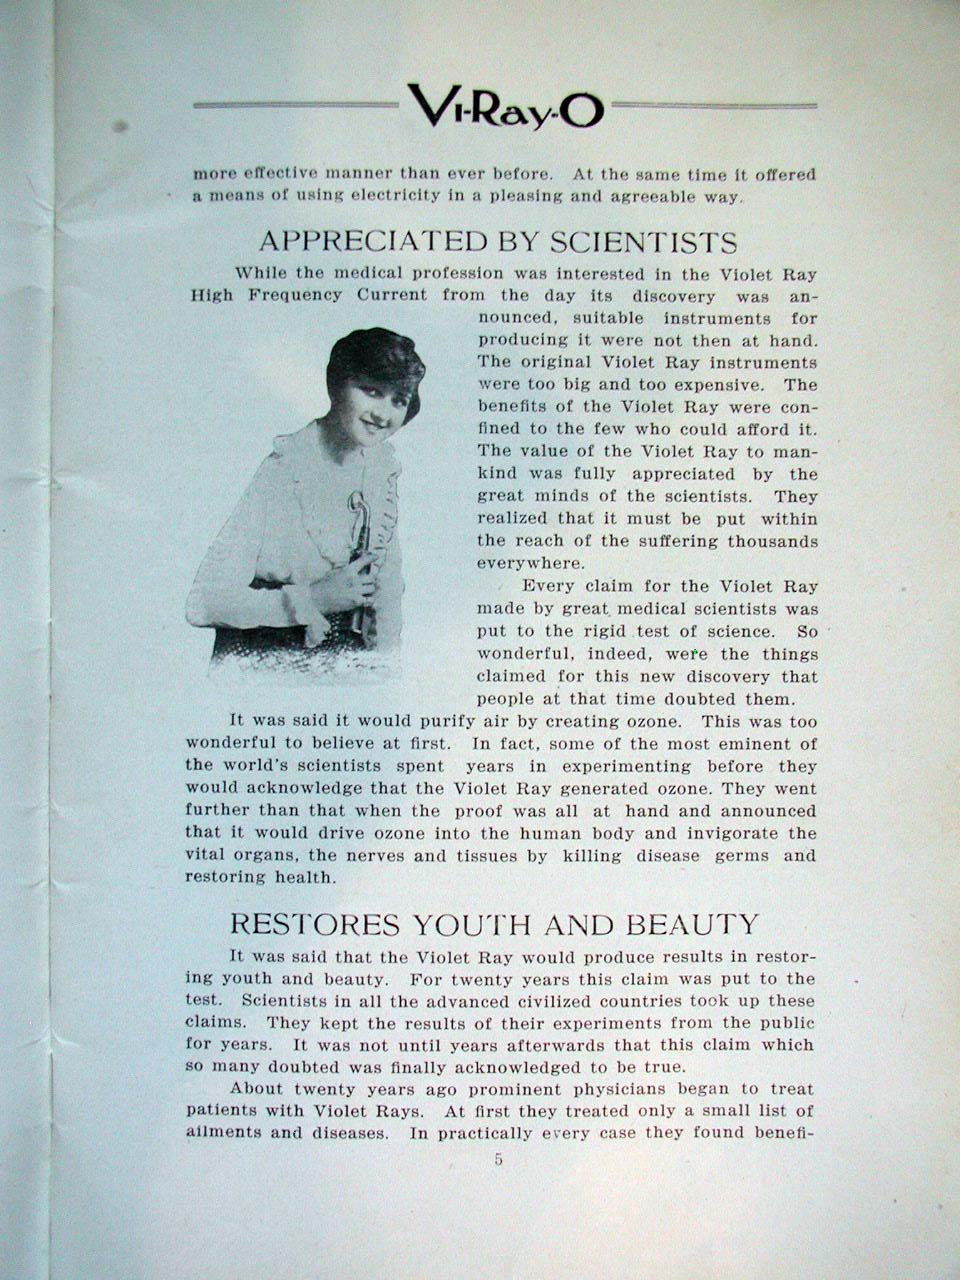 Vi-Ray-O
more effective manner than ever before. At the same time it offered
a means of using electricity in a pleasing and agreeable way.
APPRECIATED BY SCIENTISTS
While the medical profession was interested in the Violet Ray
High Frequency Current from the day its discovery was an-
nounced, suitable instruments for
producing it were not then at hand.
The original Violet Ray instruments
were too big and too expensive. The
benefits of the Violet Ray were con-
fined to the few who could afford it.
The value of the Violet Ray to man-
kind was fully appreciated by the
great minds of the scientists. They
realized that it must be put within
the reach of the suffering thousands
everywhere.
Every claim for the Violet Ray
made by great medical scientists was
put to the rigid test of science. So
wonderful, indeed, were the things
claimed for this new discovery that
people at that time doubted them.
It was said it would purify air by creating ozone. This was too
wonderful to believe at first. In fact, some of the most eminent of
the world's scientists spent years in experimenting before they
would acknowledge that the Violet Ray generated ozone. They went
further than that when the proof was all at hand and announced
that it would drive ozone into the human body and invigorate the
vital organs, the nerves and tissues by killing disease germs and
restoring health.
RESTORES YOUTH AND BEAUTY
It was said that the Violet Ray would produce results in restor-
ing youth and beauty. For twenty years this claim was put to the
test. Scientists in all the advanced civilized countries took up these
claims. They kept the results of their experiments from the public
for years. It was not until years afterwards that this claim which
so many doubted was finally acknowledged to be true.
About twenty years ago prominent physicians began to treat
patients with Violet Rays. At first they treated only a small list of
ailments and diseases. In practically every case they found benefi-
5